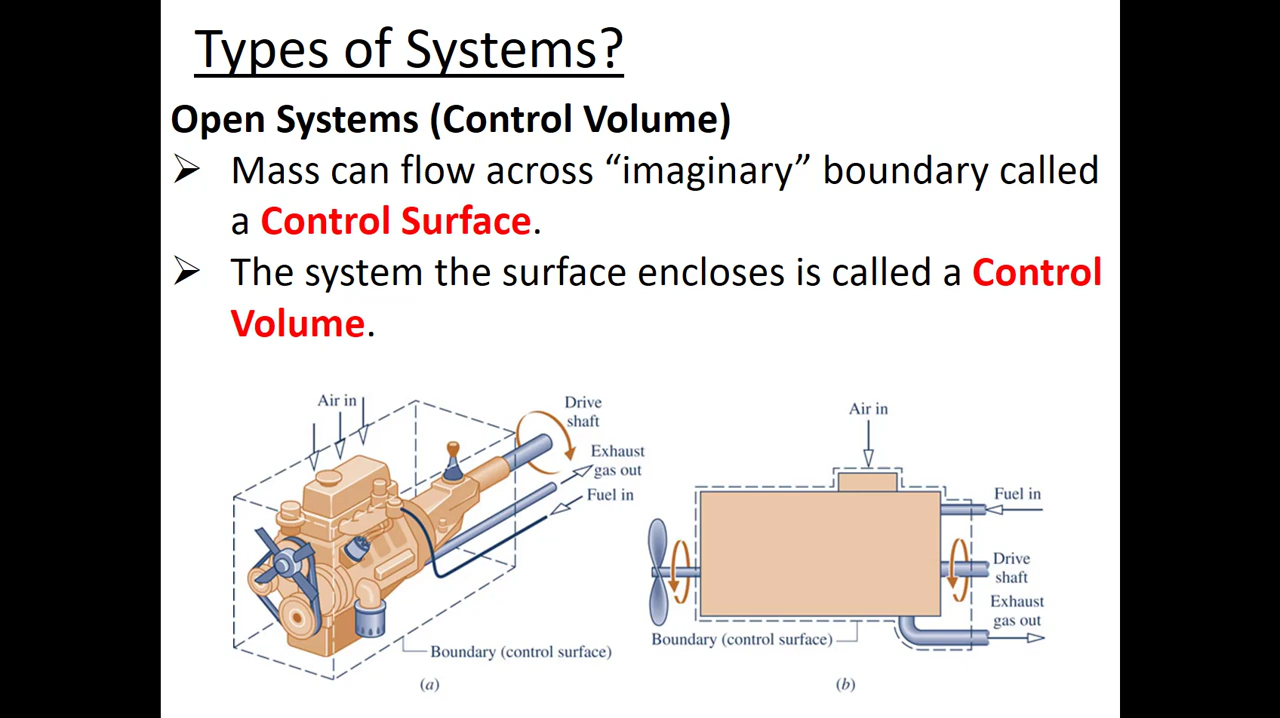 Types of Systems?
Open Systems (Control Volume)
➢ Mass can flow across “imaginary” boundary called
a Control Surface.
➢ The system the surface encloses is called a Control
Volume.
Air in
Drive
shaft
Exhaust
gas out
Fuel in
Boundary (control surface)
(a)
Air in
Fuel in
Drive
shaft
Exhaust
gas out
Boundary (control surface)
(b)